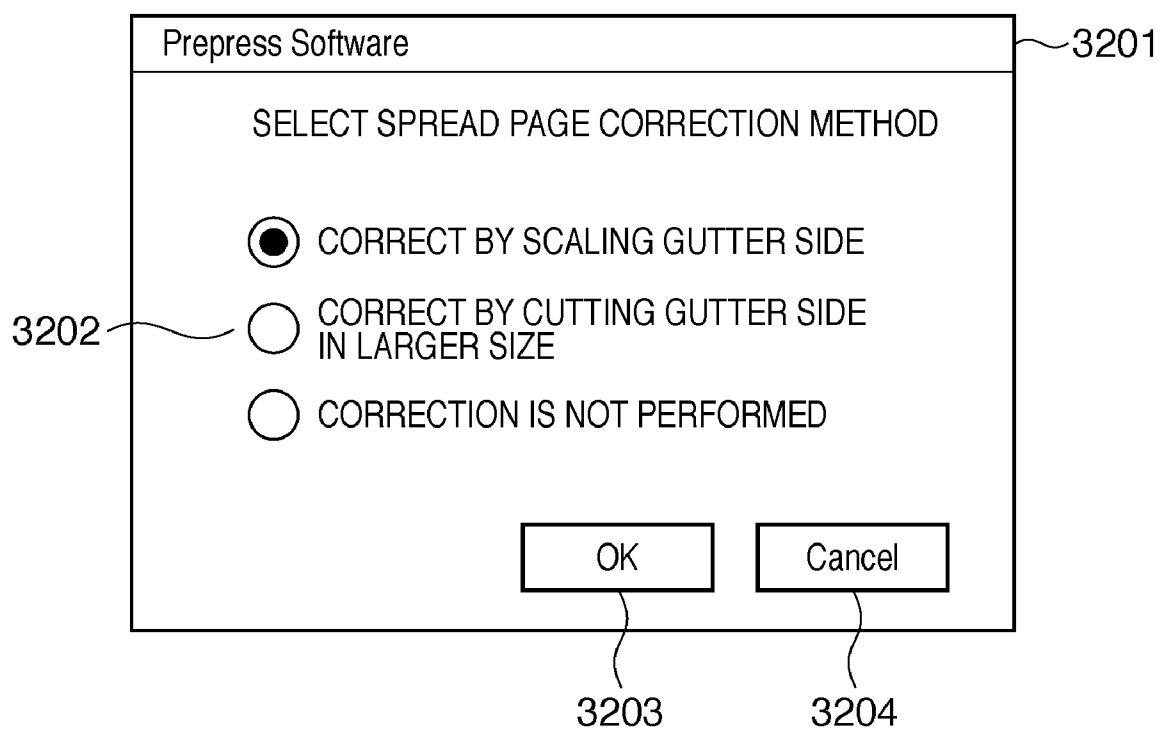 Prepress Software
3201
SELECT SPREAD PAGE CORRECTION METHOD
CORRECT BY SCALING GUTTER SIDE
3202
CORRECT BY CUTTING GUTTER SIDE
IN LARGER SIZE
CORRECTION IS NOT PERFORMED
OK
Cancel
3203
3204